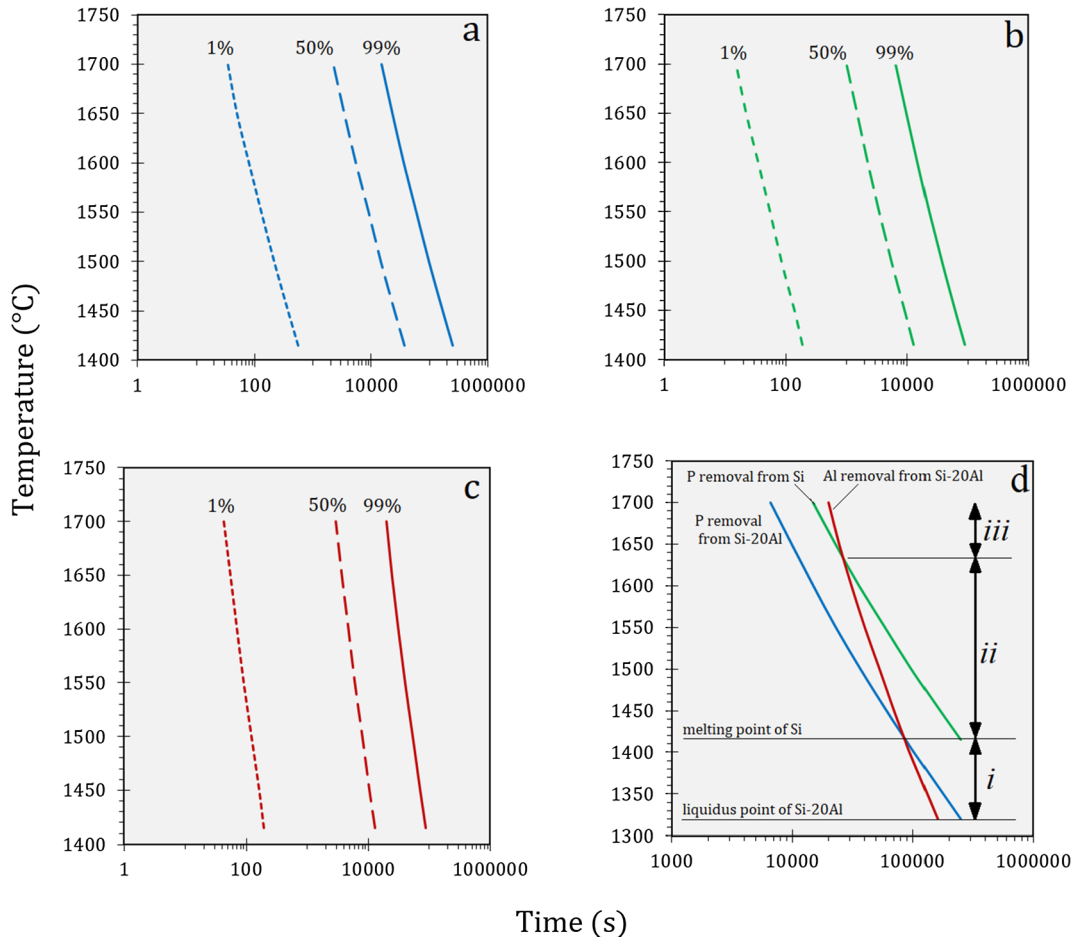 Temperature (°C)
a
1% 50% 99%
1750
1700
1650
1600
1550
1500
1450
1400
1 100 10000 1000000
b
1% 50% 99%
1750
1700
1650
1600
1550
1500
1450
1400
1 100 10000 1000000
c
1% 50% 99%
1750
1700
1650
1600
1550
1500
1450
1400
1 100 10000 1000000
d
P removal from Si
Al removal from Si-20Al
P removal
from Si-20Al
iii
ii
melting point of Si
i
liquidus point of Si-20Al
1750
1700
1650
1600
1550
1500
1450
1400
1350
1300
1000 10000 100000 1000000
Time (s)